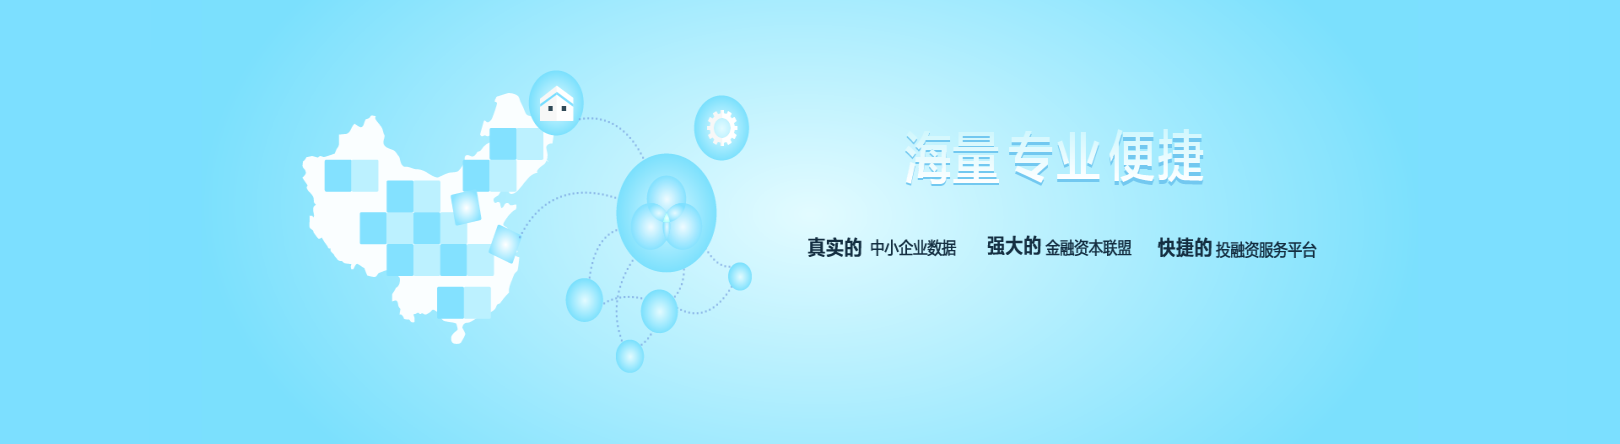 海量 专业 便捷
真实的 中小企业数据 强大的 金融资本联盟 快捷的 投融资服务平台